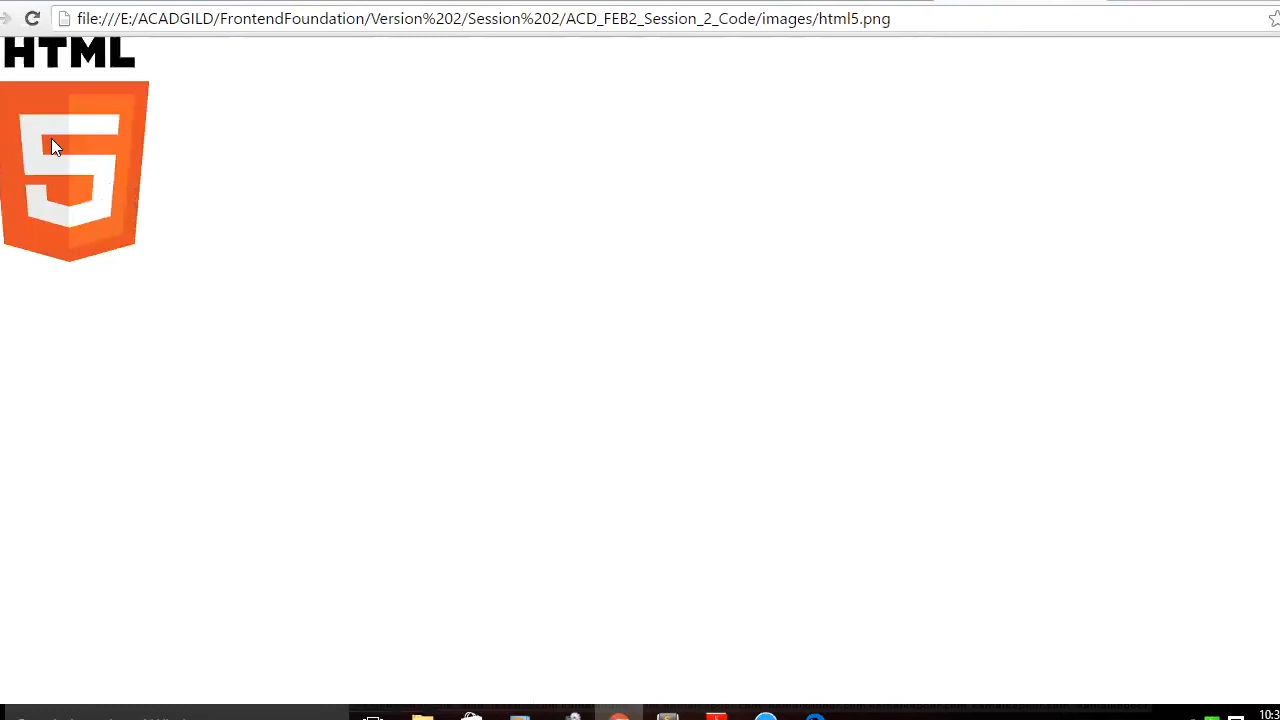 file:///E:/ACADGILD/FrontendFoundation/Version%202/Session%202/ACD_FEB2_Session_2_Code/images/html5.png
HTML
5